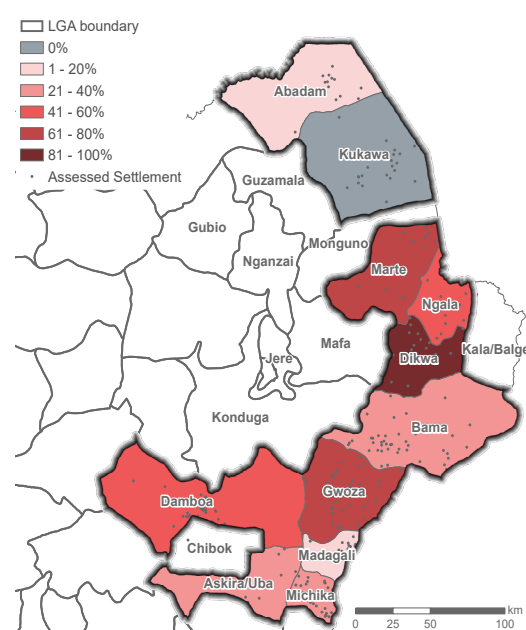 LGA boundary
0%
1 - 20%
21 - 40%
41 - 60%
61 - 80%
81 - 100%
Assessed Settlement
Abadam
Kukawa
Guzamala
Gubio
Monguno
Nganzai
Marte
Ngala
Mafa
Jere
Dikwa
Kala/Balge
Konduga
Bama
Gwoza
Damboa
Chibok
Madagali
Askira/Uba
Michika
km
0 50 100